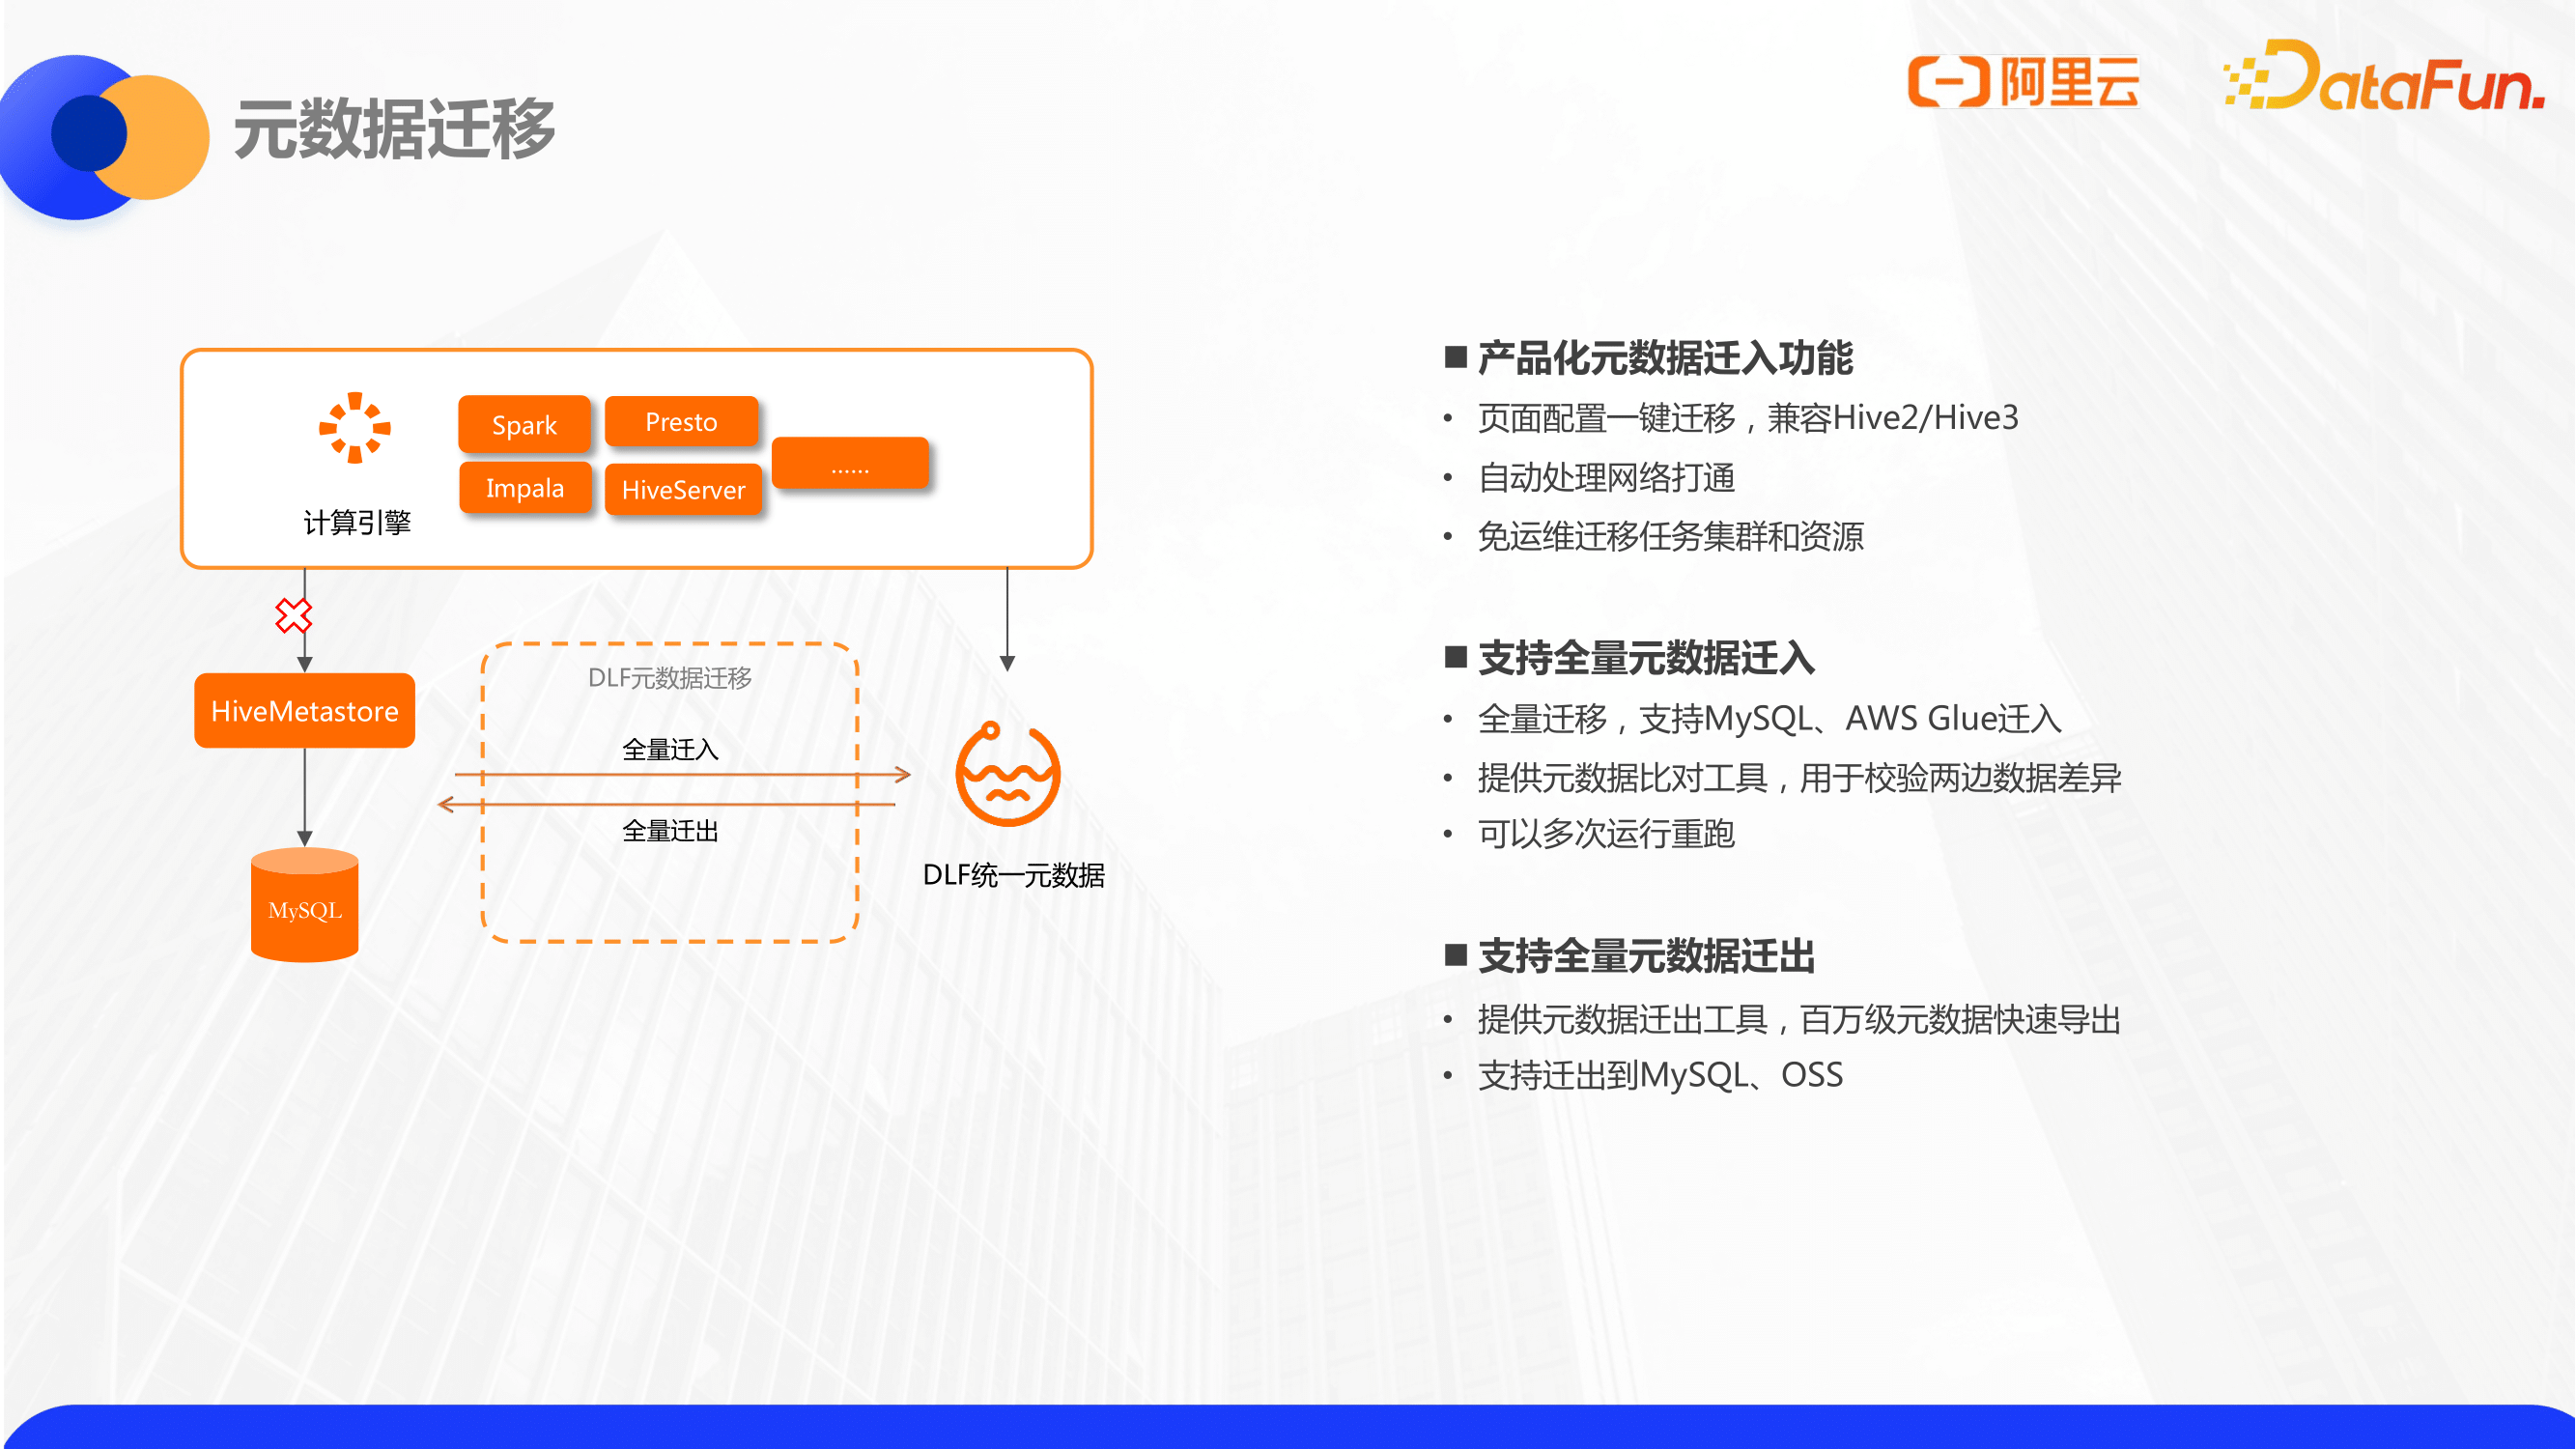 元数据迁移
阿里云
DataFun.
Spark
Presto
……
Impala
HiveServer
计算引擎
HiveMetastore
MySQL
DLF元数据迁移
全量迁入
全量迁出
DLF统一元数据
■ 产品化元数据迁入功能
• 页面配置一键迁移，兼容Hive2/Hive3
• 自动处理网络打通
• 免运维迁移任务集群和资源
■ 支持全量元数据迁入
• 全量迁移，支持MySQL、AWS Glue迁入
• 提供元数据比对工具，用于校验两边数据差异
• 可以多次运行重跑
■ 支持全量元数据迁出
• 提供元数据迁出工具，百万级元数据快速导出
• 支持迁出到MySQL、OSS